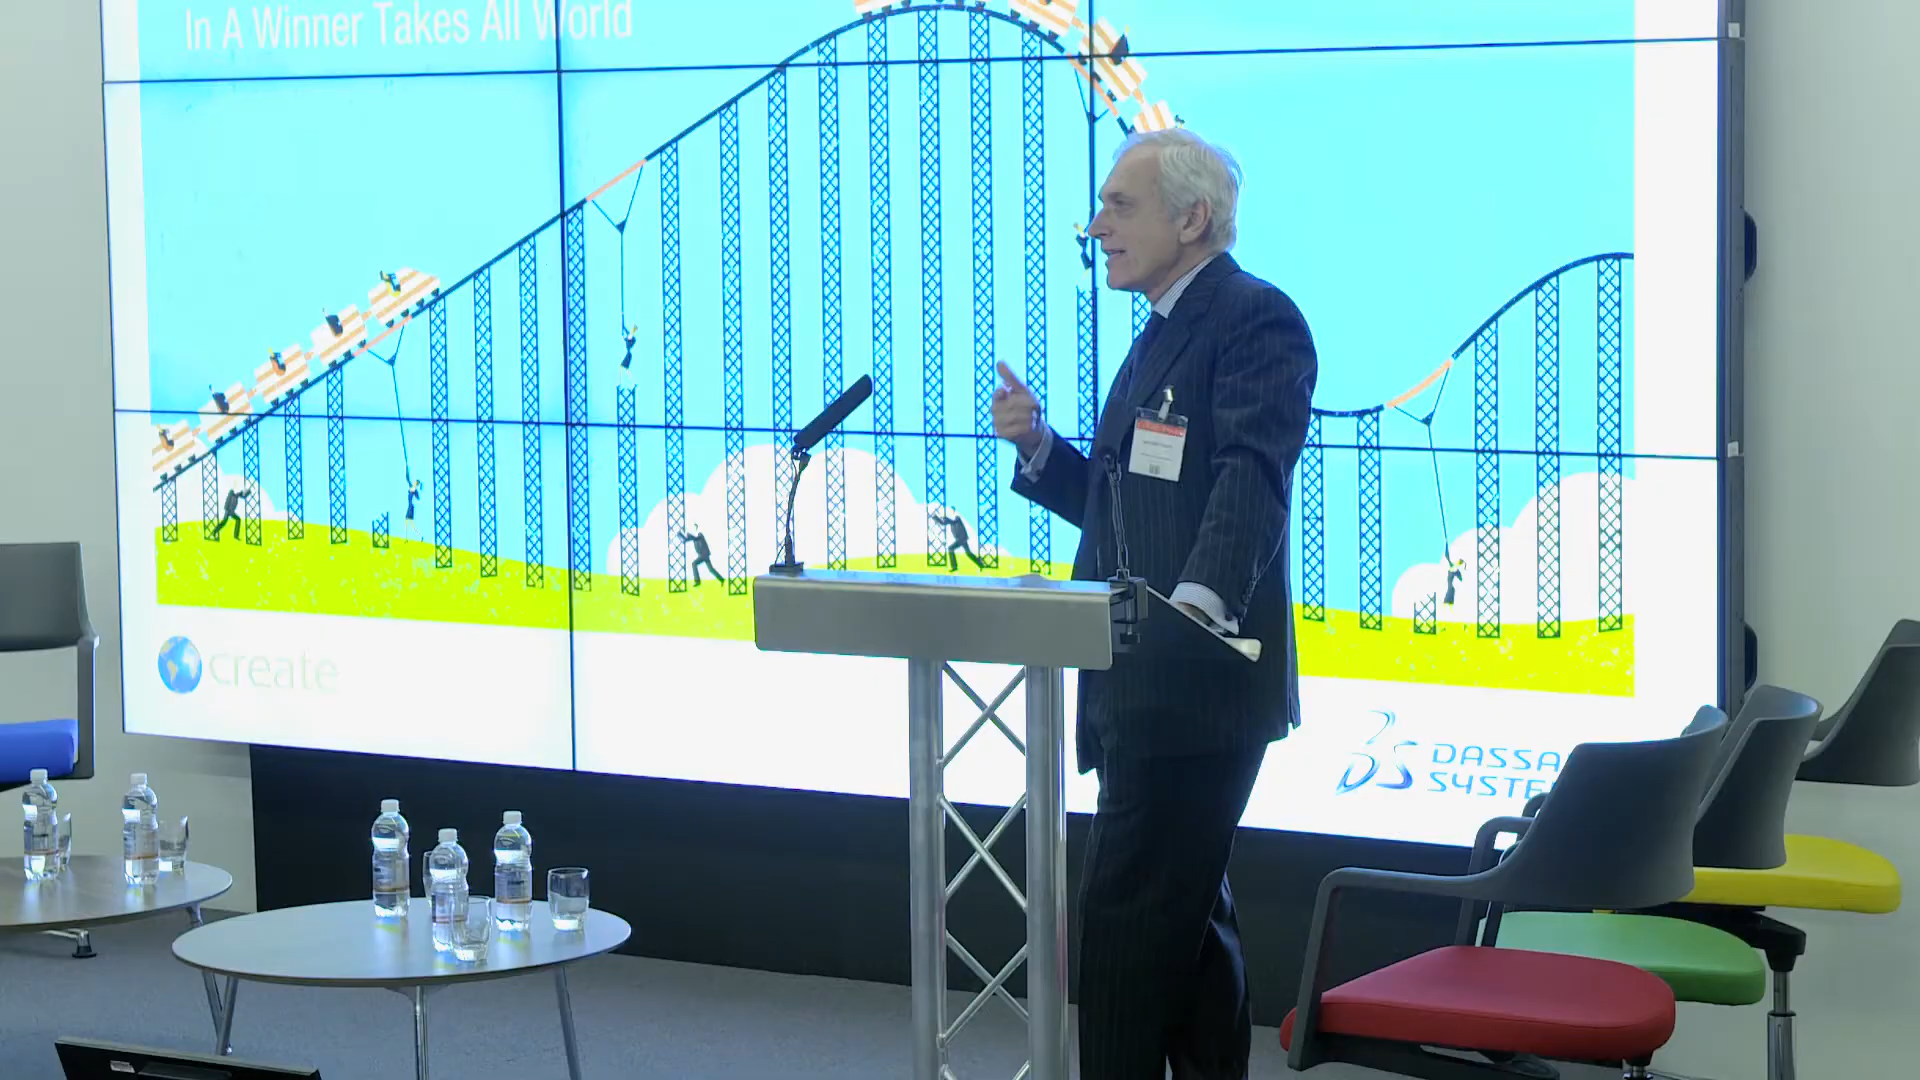 In A Winner Takes All World
create
DASSA
SYSTE